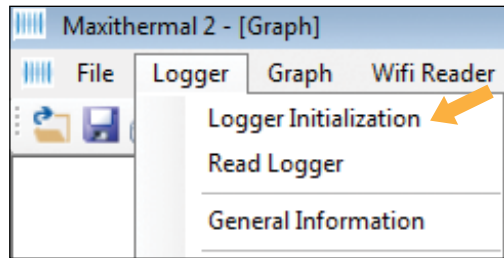 Maxithermal 2 - [Graph]
File Logger Graph Wifi Reader
Logger Initialization
Read Logger
General Information